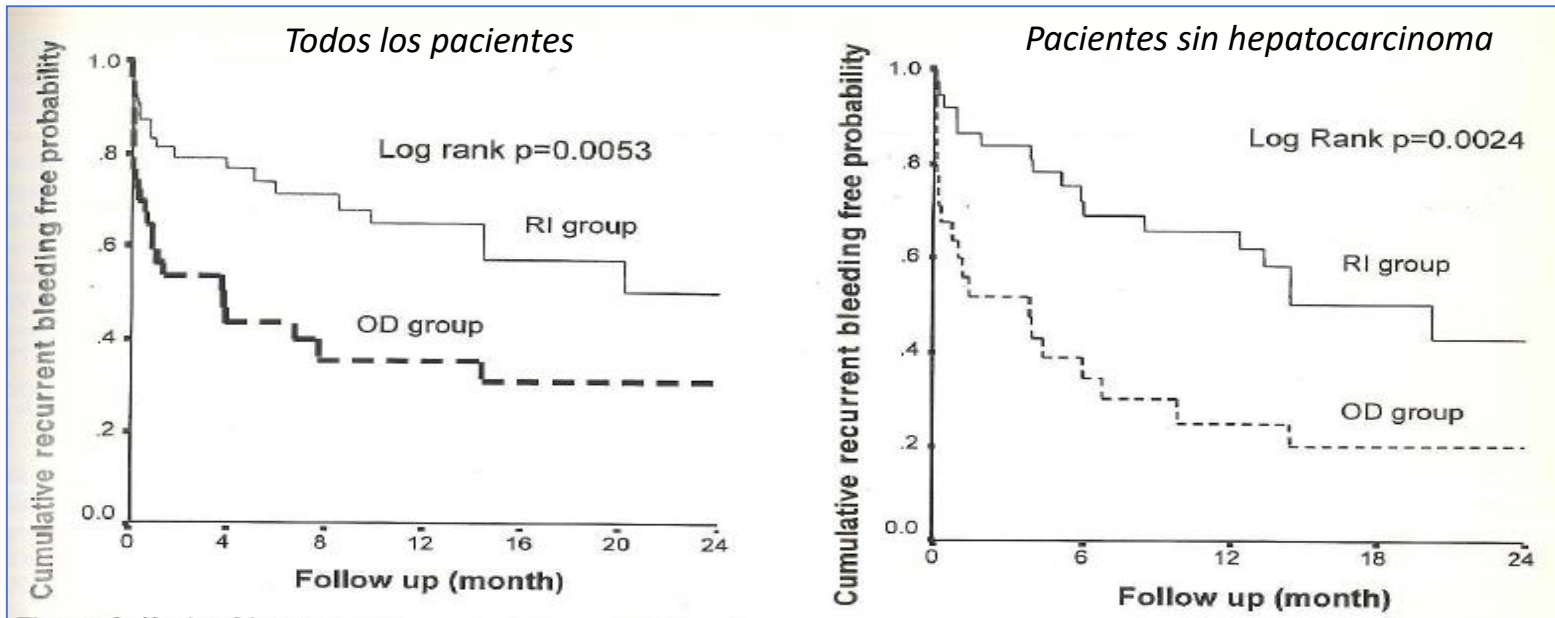 Todos los pacientes
Cumulative recurrent bleeding free probability
1.0
.8
.6
.4
.2
0.0
Log rank p=0.0053
RI group
OD group
0 4 8 12 16 20 24
Follow up (month)
Pacientes sin hepatocarcinoma
Cumulative recurrent bleeding free probability
1.0
.8
.6
.4
.2
0.0
Log Rank p=0.0024
RI group
OD group
0 6 12 18 24
Follow up (month)